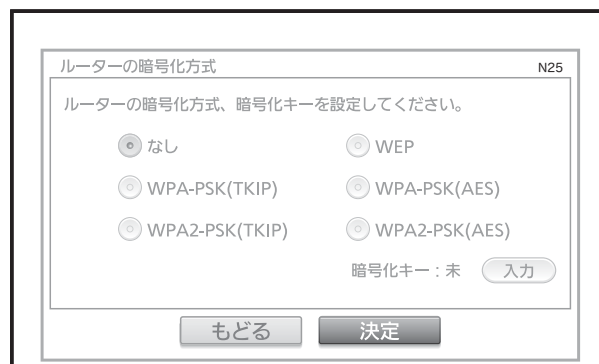 ルーターの暗号化方式 N25
ルーターの暗号化方式、暗号化キーを設定してください。
なし WEP
WPA-PSK(TKIP) WPA-PSK(AES)
WPA2-PSK(TKIP) WPA2-PSK(AES)
暗号化キー：未 入力
もどる 決定